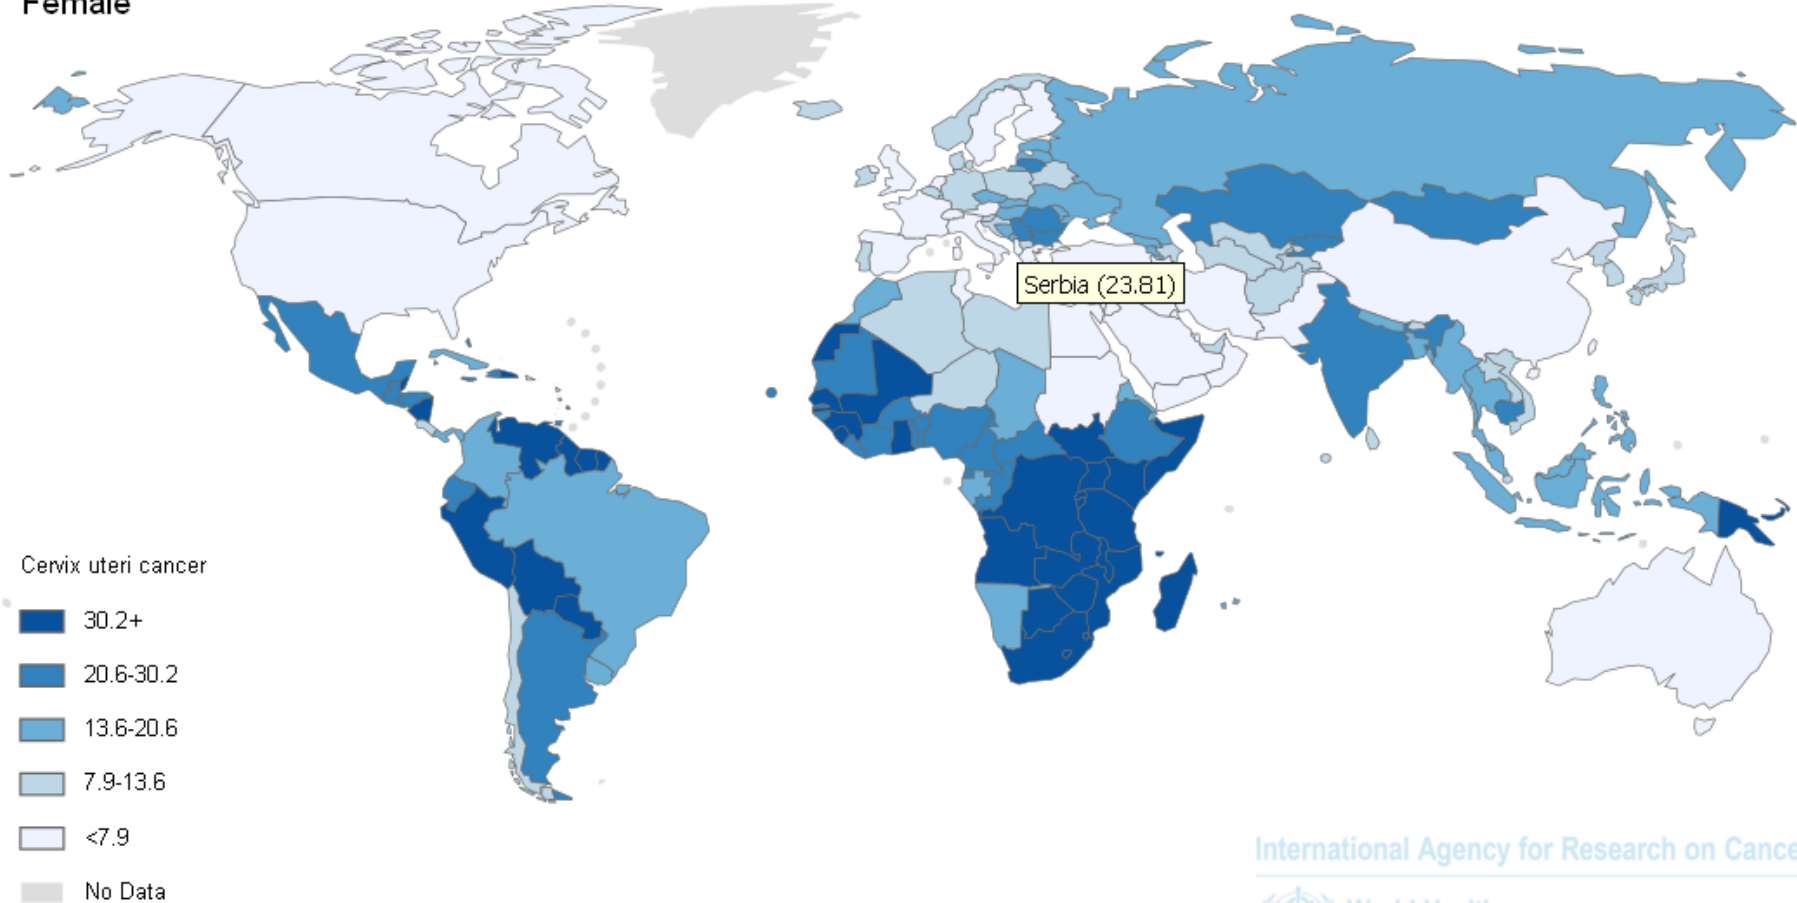 Female
Serbia (23.81)
Cervix uteri cancer
30.2+
20.6-30.2
13.6-20.6
7.9-13.6
<7.9
No Data
International Agency for Research on Cance